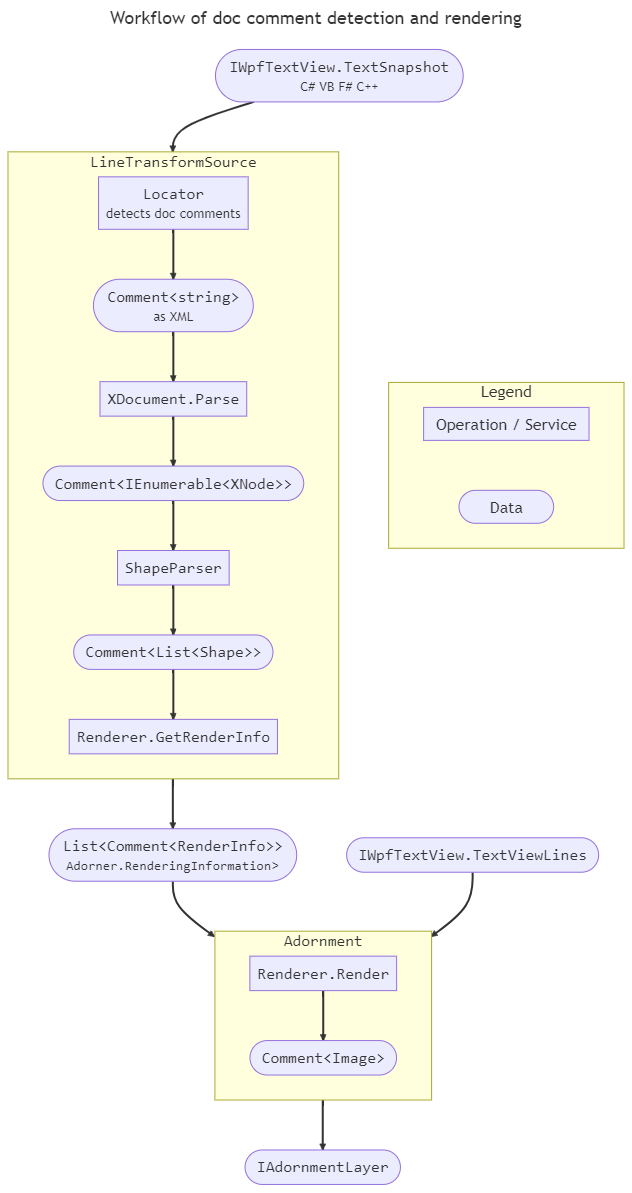 Workflow of doc comment detection and rendering
IWpfTextView.TextSnapshot
C# VB F# C++
LineTransformSource
Locator
detects doc comments
Comment<string>
as XML
XDocument.Parse
Comment<IEnumerable<XNode>>
ShapeParser
Comment<List<Shape>>
Renderer.GetRenderInfo
Legend
Operation / Service
Data
List<Comment<RenderInfo>>
Adorner.RenderingInformation>
IWpfTextView.TextViewLines
Adornment
Renderer.Render
Comment<Image>
IAdornmentLayer